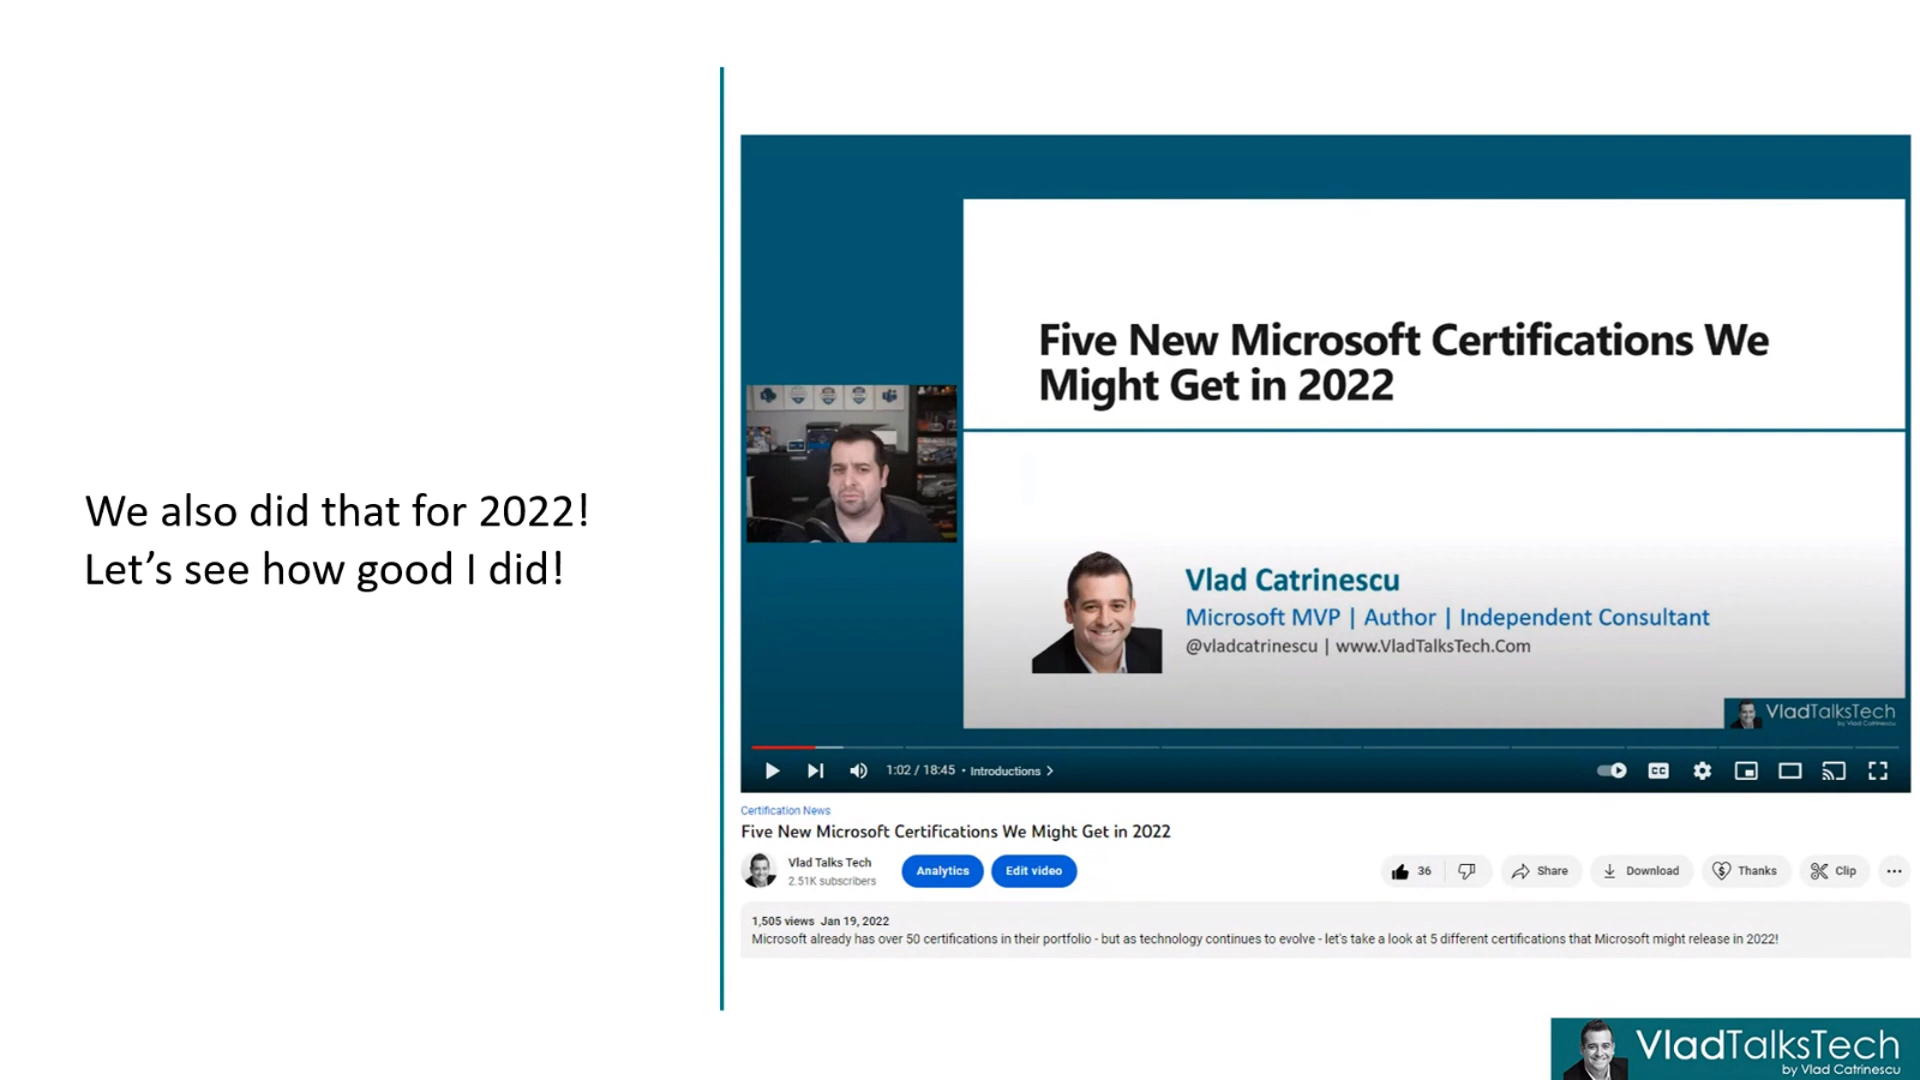 We also did that for 2022!
Let's see how good I did!
Five New Microsoft Certifications We
Might Get in 2022
Vlad Catrinescu
Microsoft MVP | Author | Independent Consultant
@vladcatrinescu | www.VladTalksTech.Com
VladTalksTech
by Vlad Catrinescu
1:02 / 18:45 • Introductions
CC
Certification News
Five New Microsoft Certifications We Might Get in 2022
Vlad Talks Tech
2.51K subscribers
Analytics
Edit video
36
Share
Download
Thanks
Clip
1,505 views Jan 19, 2022
Microsoft already has over 50 certifications in their portfolio - but as technology continues to evolve - let's take a look at 5 different certifications that Microsoft might release in 2022!
VladTalksTech
by Vlad Catrinescu